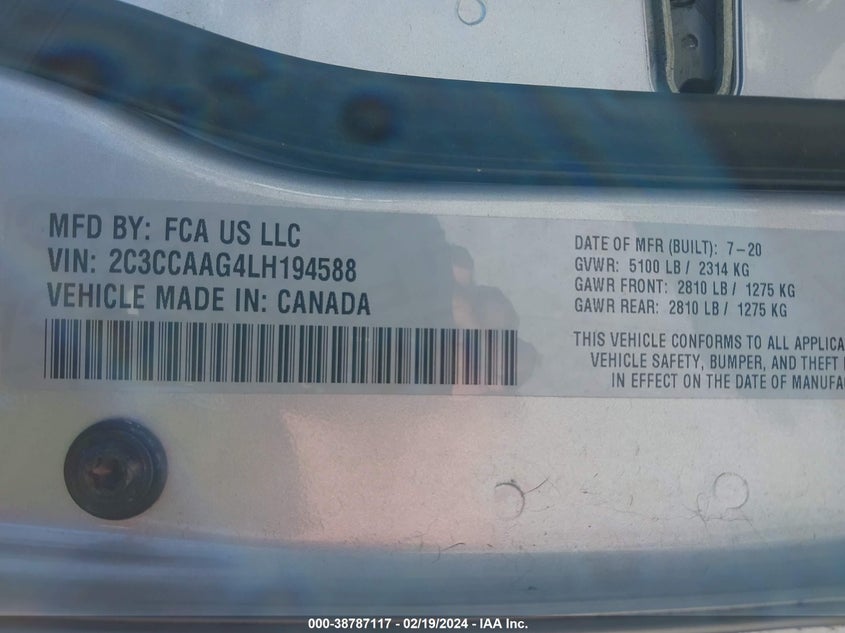 MFD BY: FCA US LLC
VIN: 2C3CCAAG4LH194588
VEHICLE MADE IN: CANADA
DATE OF MFR (BUILT): 7-20
GVWR: 5100 LB / 2314 KG
GAWR FRONT: 2810 LB / 1275 KG
GAWR REAR: 2810 LB / 1275 KG
THIS VEHICLE CONFORMS TO ALL APPLICA
VEHICLE SAFETY, BUMPER, AND THEFT
IN EFFECT ON THE DATE OF MANUFA
000-38787117 - 02/19/2024 - IAA Inc.